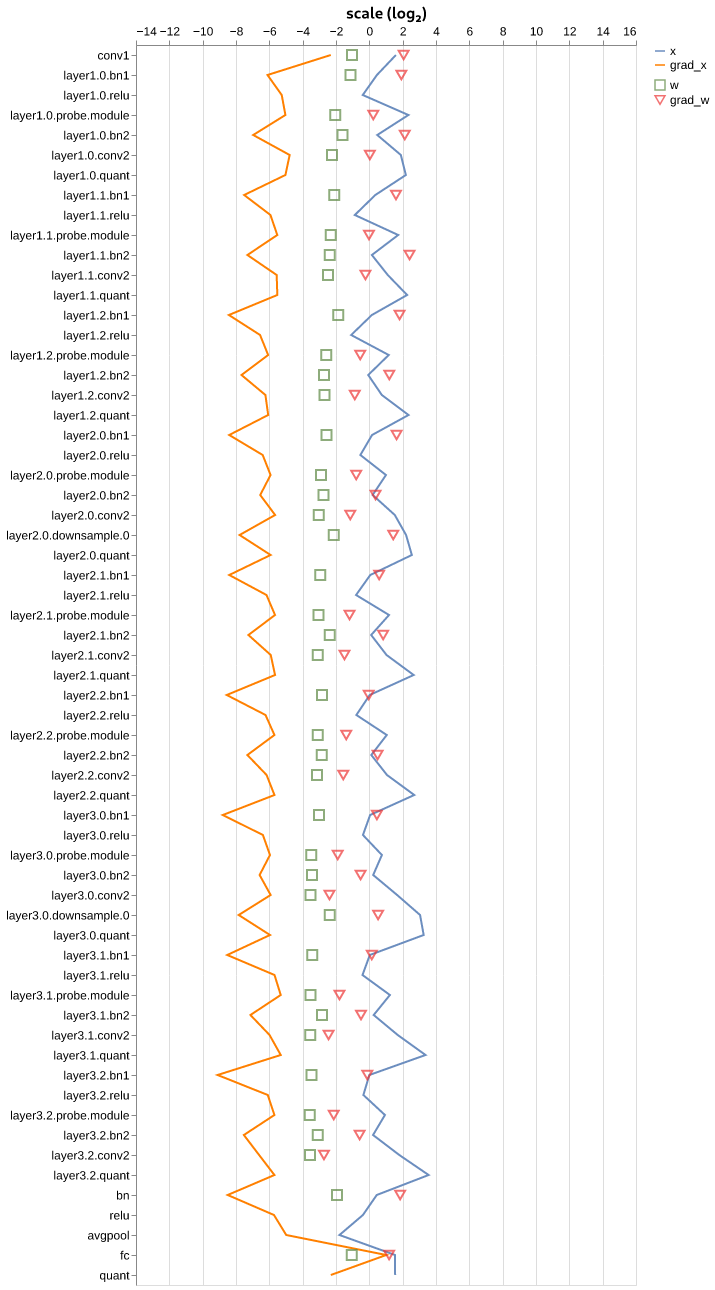 scale (log₂)
−14 −12 −10 −8 −6 −4 −2 0 2 4 6 8 10 12 14 16
x
grad_x
w
grad_w
conv1
layer1.0.bn1
layer1.0.relu
layer1.0.probe.module
layer1.0.bn2
layer1.0.conv2
layer1.0.quant
layer1.1.bn1
layer1.1.relu
layer1.1.probe.module
layer1.1.bn2
layer1.1.conv2
layer1.1.quant
layer1.2.bn1
layer1.2.relu
layer1.2.probe.module
layer1.2.bn2
layer1.2.conv2
layer1.2.quant
layer2.0.bn1
layer2.0.relu
layer2.0.probe.module
layer2.0.bn2
layer2.0.conv2
layer2.0.downsample.0
layer2.0.quant
layer2.1.bn1
layer2.1.relu
layer2.1.probe.module
layer2.1.bn2
layer2.1.conv2
layer2.1.quant
layer2.2.bn1
layer2.2.relu
layer2.2.probe.module
layer2.2.bn2
layer2.2.conv2
layer2.2.quant
layer3.0.bn1
layer3.0.relu
layer3.0.probe.module
layer3.0.bn2
layer3.0.conv2
layer3.0.downsample.0
layer3.0.quant
layer3.1.bn1
layer3.1.relu
layer3.1.probe.module
layer3.1.bn2
layer3.1.conv2
layer3.1.quant
layer3.2.bn1
layer3.2.relu
layer3.2.probe.module
layer3.2.bn2
layer3.2.conv2
layer3.2.quant
bn
relu
avgpool
fc
quant